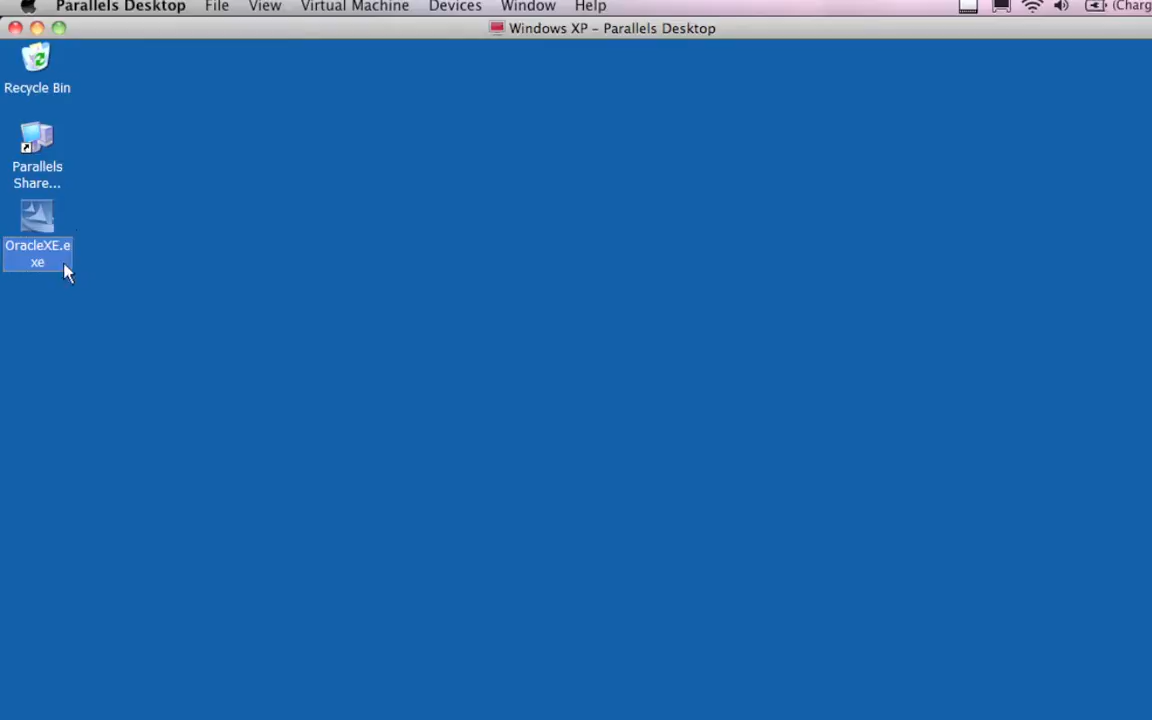 Parallels Desktop File View Virtual Machine Devices Window Help (Charg
Windows XP – Parallels Desktop
Recycle Bin
Parallels
Share...
OracleXE.e
xe